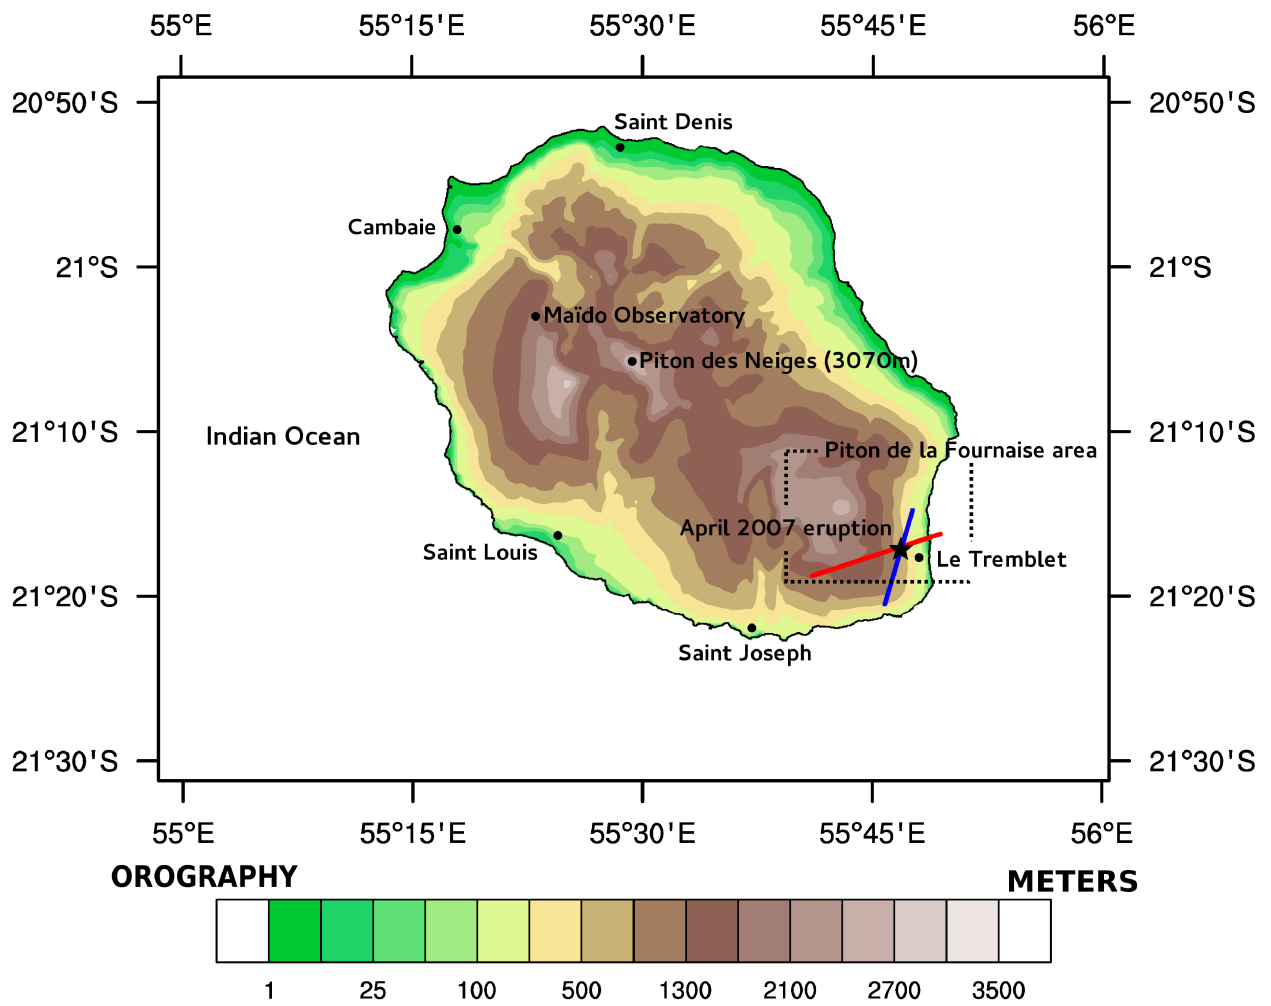 55°E 55°15'E 55°30'E 55°45'E 56°E
20°50'S 20°50'S
Saint Denis
Cambaie
21°S 21°S
Maïdo Observatory
Piton des Neiges (3070m)
Indian Ocean
21°10'S 21°10'S
Piton de la Fournaise area
April 2007 eruption
Saint Louis
Le Tremblet
21°20'S 21°20'S
Saint Joseph
21°30'S 21°30'S
55°E 55°15'E 55°30'E 55°45'E 56°E
OROGRAPHY METERS
1 25 100 500 1300 2100 2700 3500